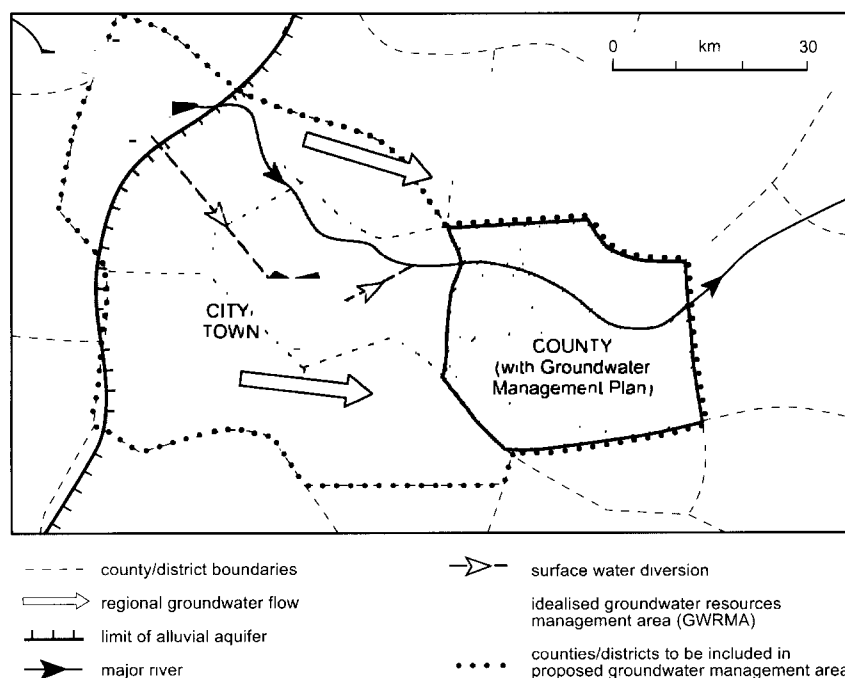 0 km 30
CITY
TOWN
COUNTY
(with Groundwater
Management Plan)
county/district boundaries
regional groundwater flow
limit of alluvial aquifer
major river
surface water diversion
idealised groundwater resources
management area (GWRMA)
counties/districts to be included in
proposed groundwater management area